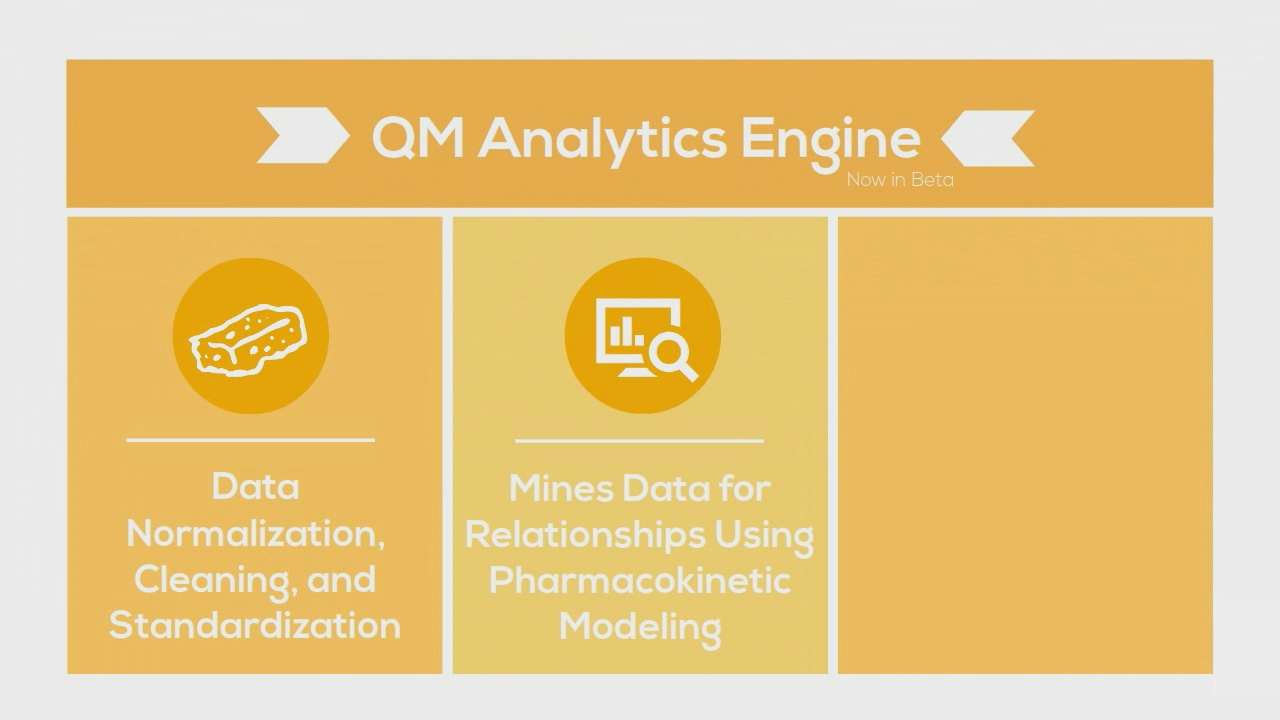 QM Analytics Engine
Now in Beta
Data
Normalization,
Cleaning, and
Standardization
Mines Data for
Relationships Using
Pharmacokinetic
Modeling